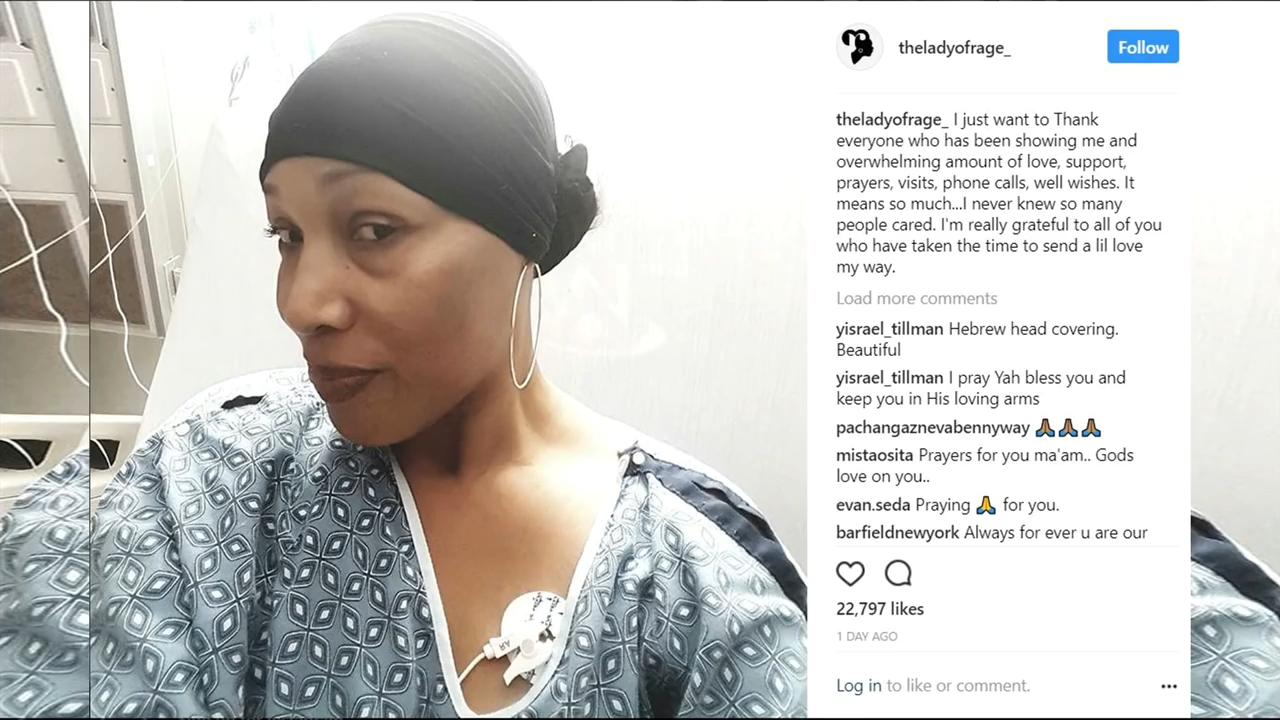 theladyofrage_
Follow
theladyofrage_ I just want to Thank
everyone who has been showing me and
overwhelming amount of love, support,
prayers, visits, phone calls, well wishes. It
means so much...I never knew so many
people cared. I'm really grateful to all of you
who have taken the time to send a lil love
my way.
Load more comments
yisrael_tillman Hebrew head covering.
Beautiful
yisrael_tillman I pray Yah bless you and
keep you in His loving arms
pachangaznevabennyway 🙏🏾🙏🏾🙏🏾
mistaosita Prayers for you ma'am.. Gods
love on you..
evan.seda Praying 🙏 for you.
barfieldnewyork Always for ever u are our
22,797 likes
1 DAY AGO
Log in to like or comment.